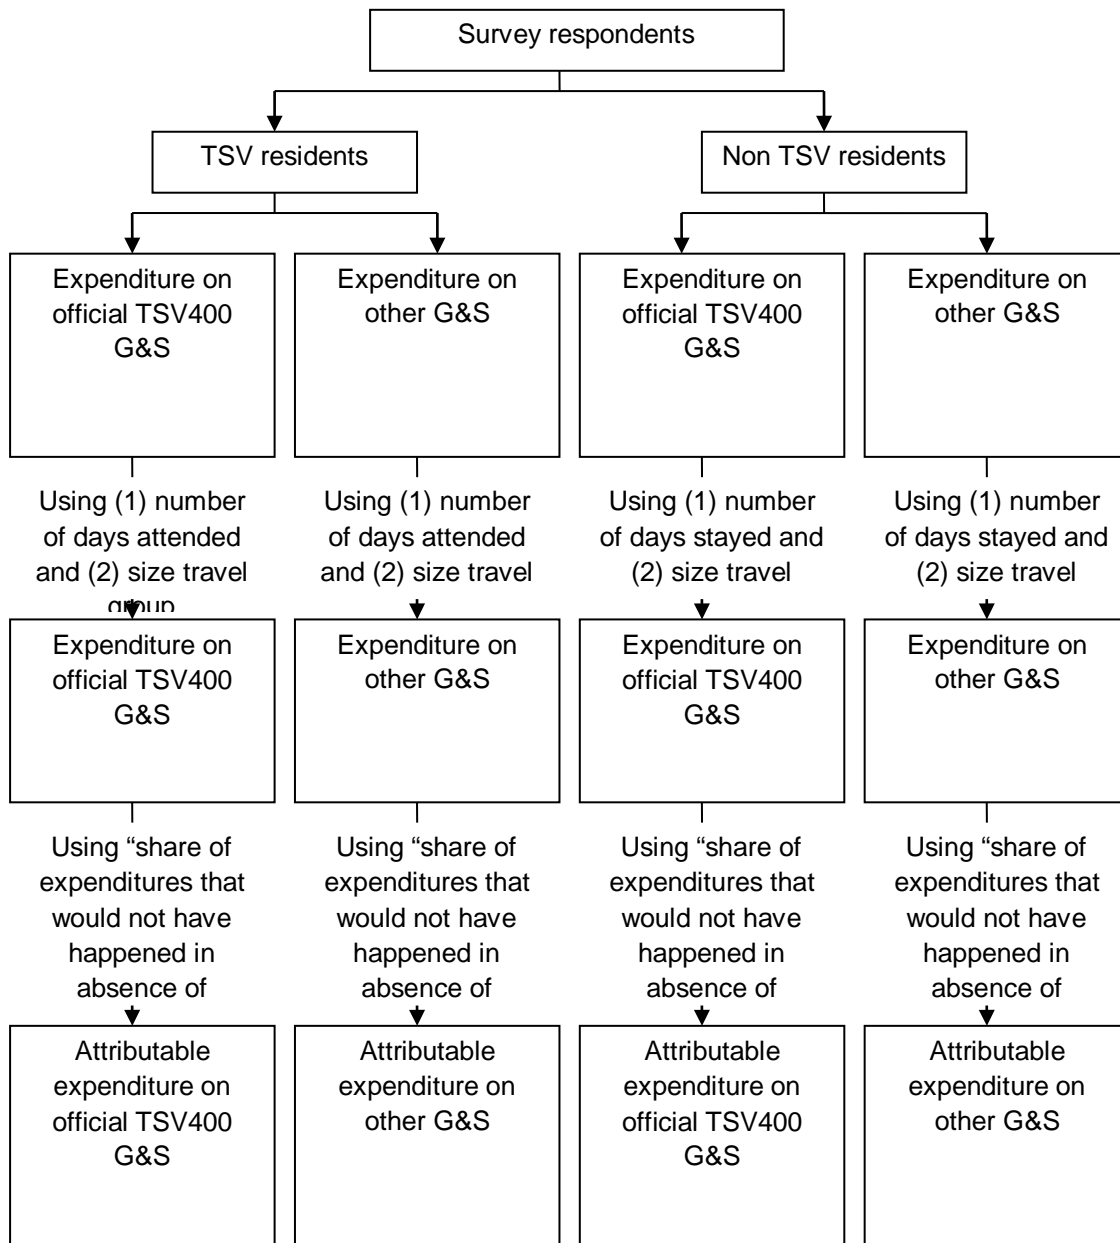 Survey respondents
TSV residents
Non TSV residents
Expenditure on
official TSV400
G&S
Expenditure on
other G&S
Expenditure on
official TSV400
G&S
Expenditure on
other G&S
Using (1) number
of days attended
and (2) size travel
group
Using (1) number
of days attended
and (2) size travel
Using (1) number
of days stayed and
(2) size travel
Using (1) number
of days stayed and
(2) size travel
Expenditure on
official TSV400
G&S
Expenditure on
other G&S
Expenditure on
official TSV400
G&S
Expenditure on
other G&S
Using “share of
expenditures that
would not have
happened in
absence of
Using “share of
expenditures that
would not have
happened in
absence of
Using “share of
expenditures that
would not have
happened in
absence of
Using “share of
expenditures that
would not have
happened in
absence of
Attributable
expenditure on
official TSV400
G&S
Attributable
expenditure on
other G&S
Attributable
expenditure on
official TSV400
G&S
Attributable
expenditure on
other G&S